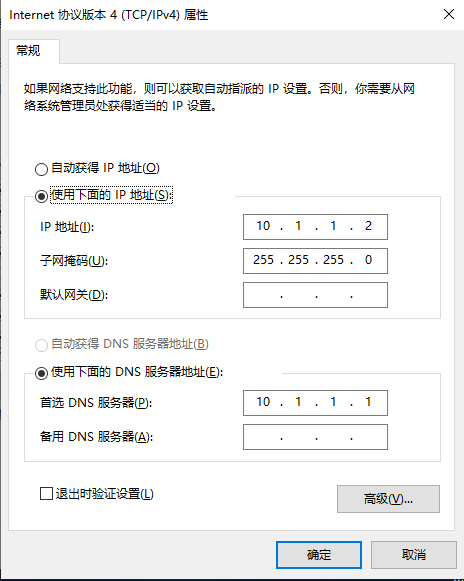 Internet 协议版本 4 (TCP/IPv4) 属性
常规
如果网络支持此功能，则可以获取自动指派的 IP 设置。否则，你需要从网
络系统管理员处获得适当的 IP 设置。
自动获得 IP 地址(O)
使用下面的 IP 地址(S):
IP 地址(I): 10 . 1 . 1 . 2
子网掩码(U): 255 . 255 . 255 . 0
默认网关(D): . . .
自动获得 DNS 服务器地址(B)
使用下面的 DNS 服务器地址(E):
首选 DNS 服务器(P): 10 . 1 . 1 . 1
备用 DNS 服务器(A): . . .
退出时验证设置(L)
高级(V)...
确定 取消